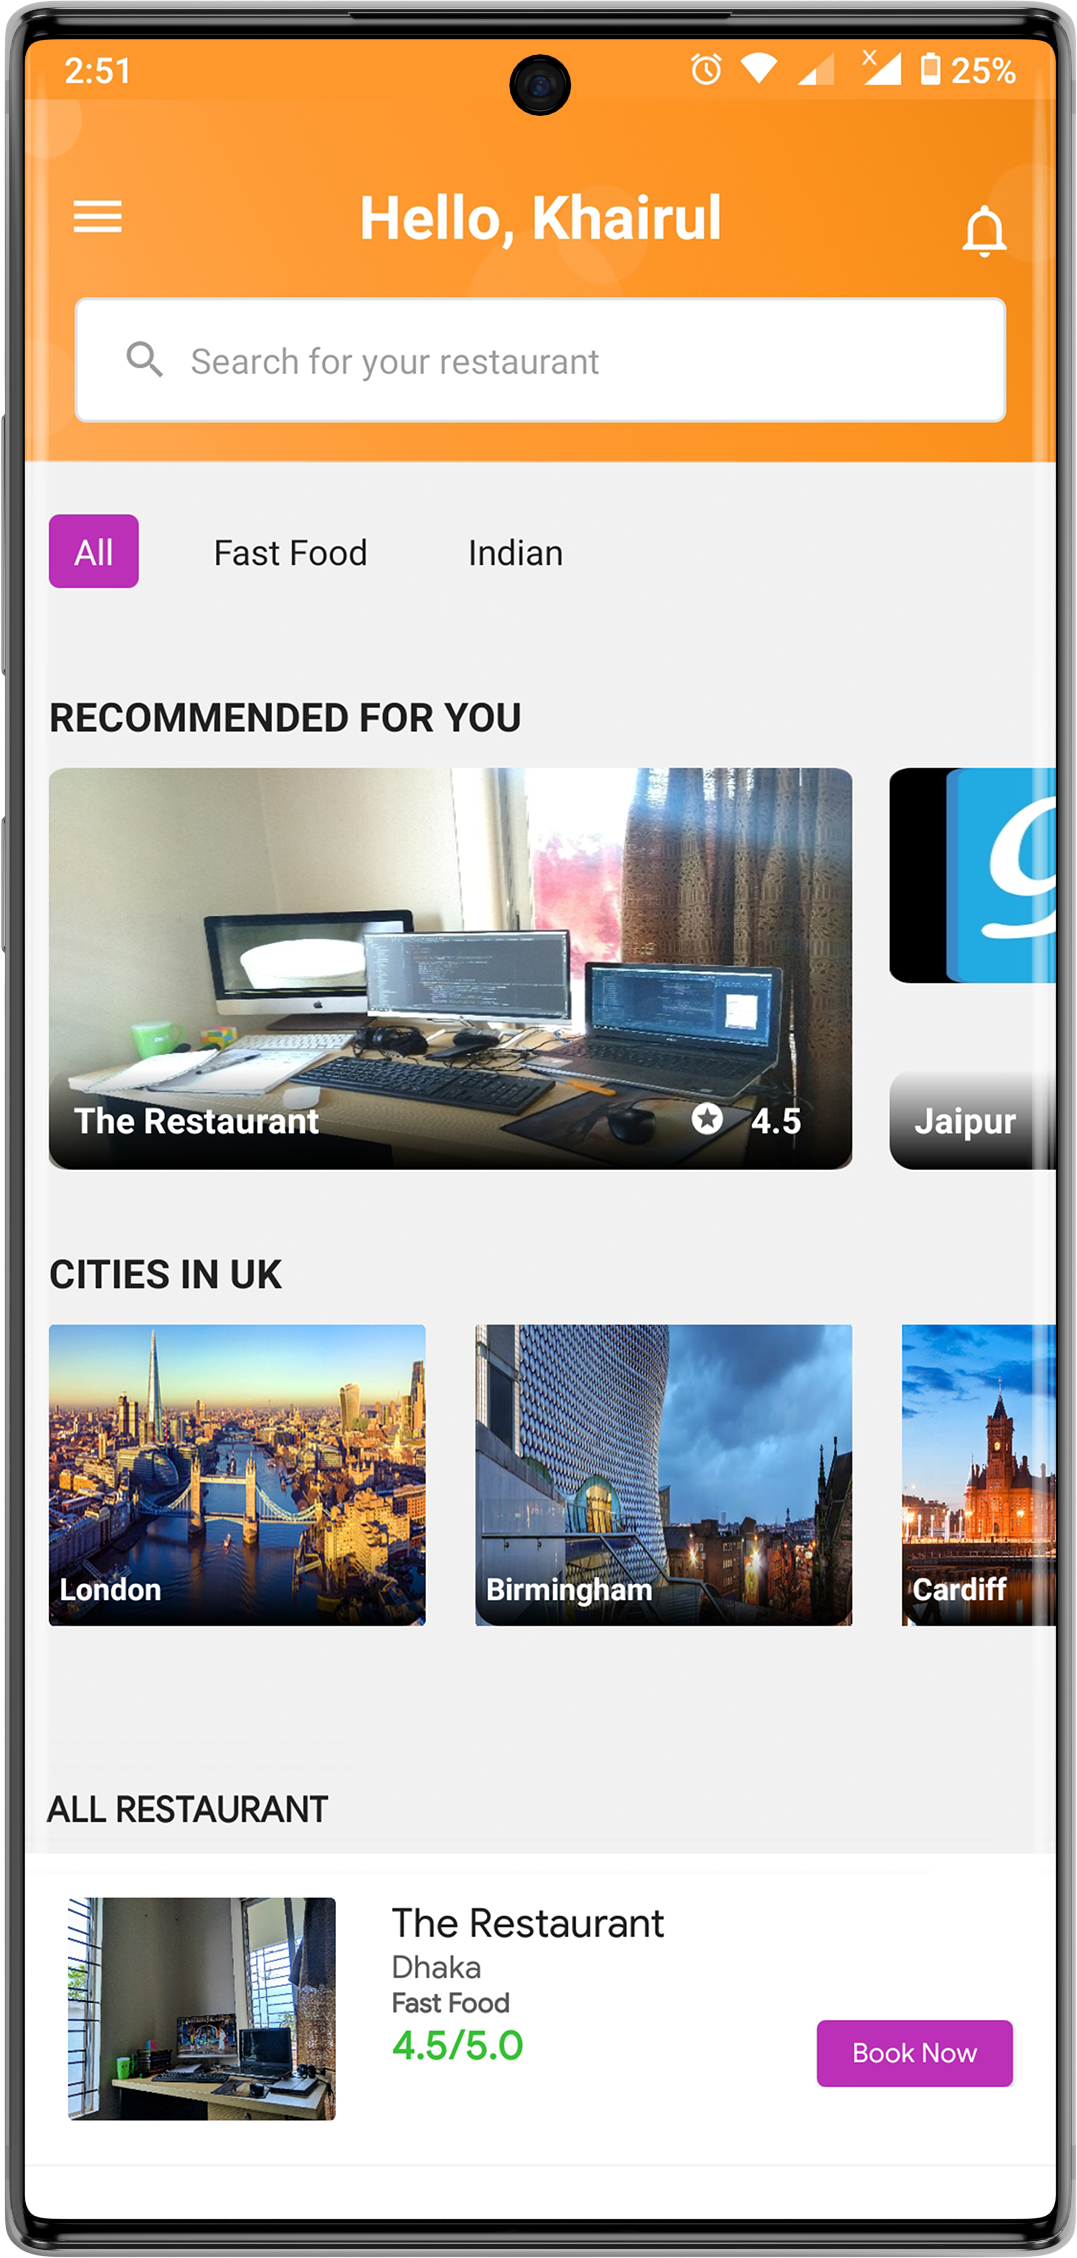 2:51
25%
Hello, Khairul
Search for your restaurant
All
Fast Food
Indian
RECOMMENDED FOR YOU
The Restaurant
4.5
Jaipur
CITIES IN UK
London
Birmingham
Cardiff
ALL RESTAURANT
The Restaurant
Dhaka
Fast Food
4.5/5.0
Book Now